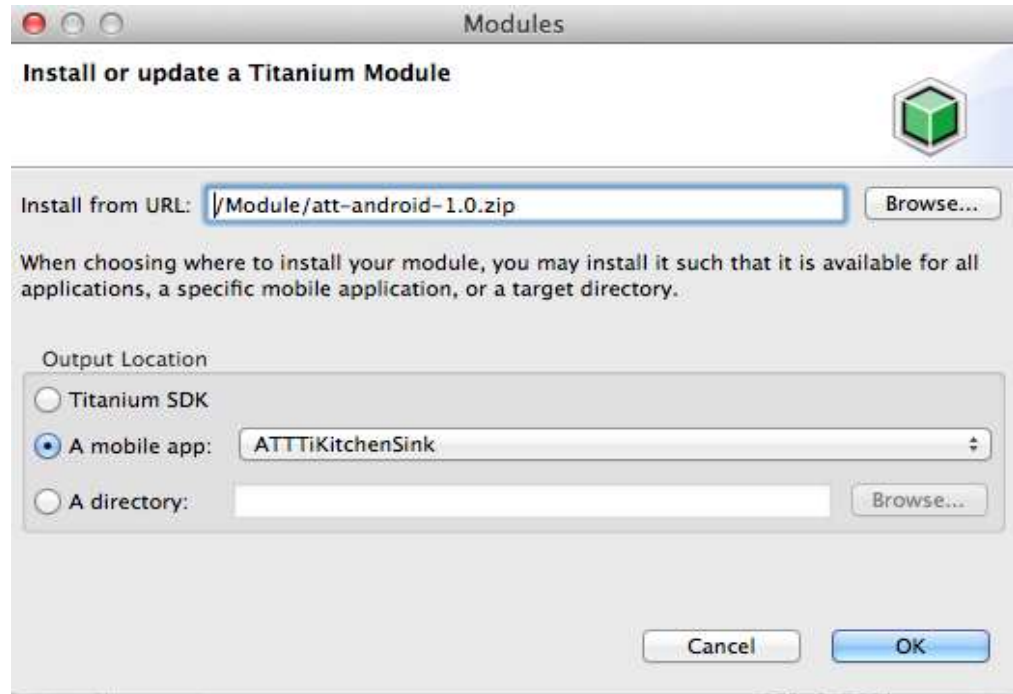 Modules
Install or update a Titanium Module
Install from URL: /Module/att-android-1.0.zip Browse...
When choosing where to install your module, you may install it such that it is available for all
applications, a specific mobile application, or a target directory.
Output Location
Titanium SDK
A mobile app: ATTTiKitchenSink
A directory: Browse...
Cancel OK